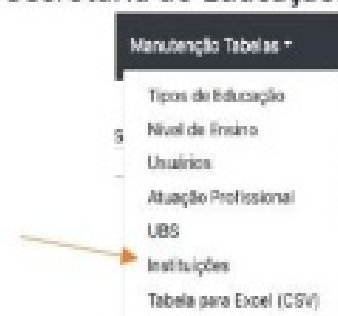 Manutenção Tabelas
Tipos de Educação
Nível de Ensino
Usuários
Atuação Profissional
UBS
Instituições
Tabela para Excel (CSV)